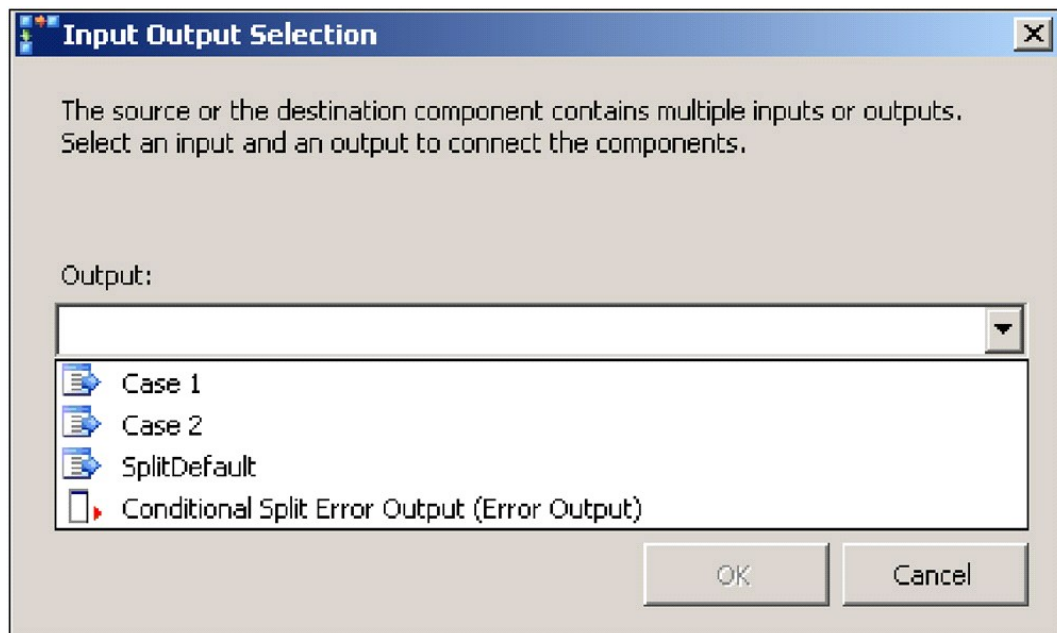 Input Output Selection
The source or the destination component contains multiple inputs or outputs.
Select an input and an output to connect the components.
Output:
Case 1
Case 2
SplitDefault
Conditional Split Error Output (Error Output)
OK
Cancel